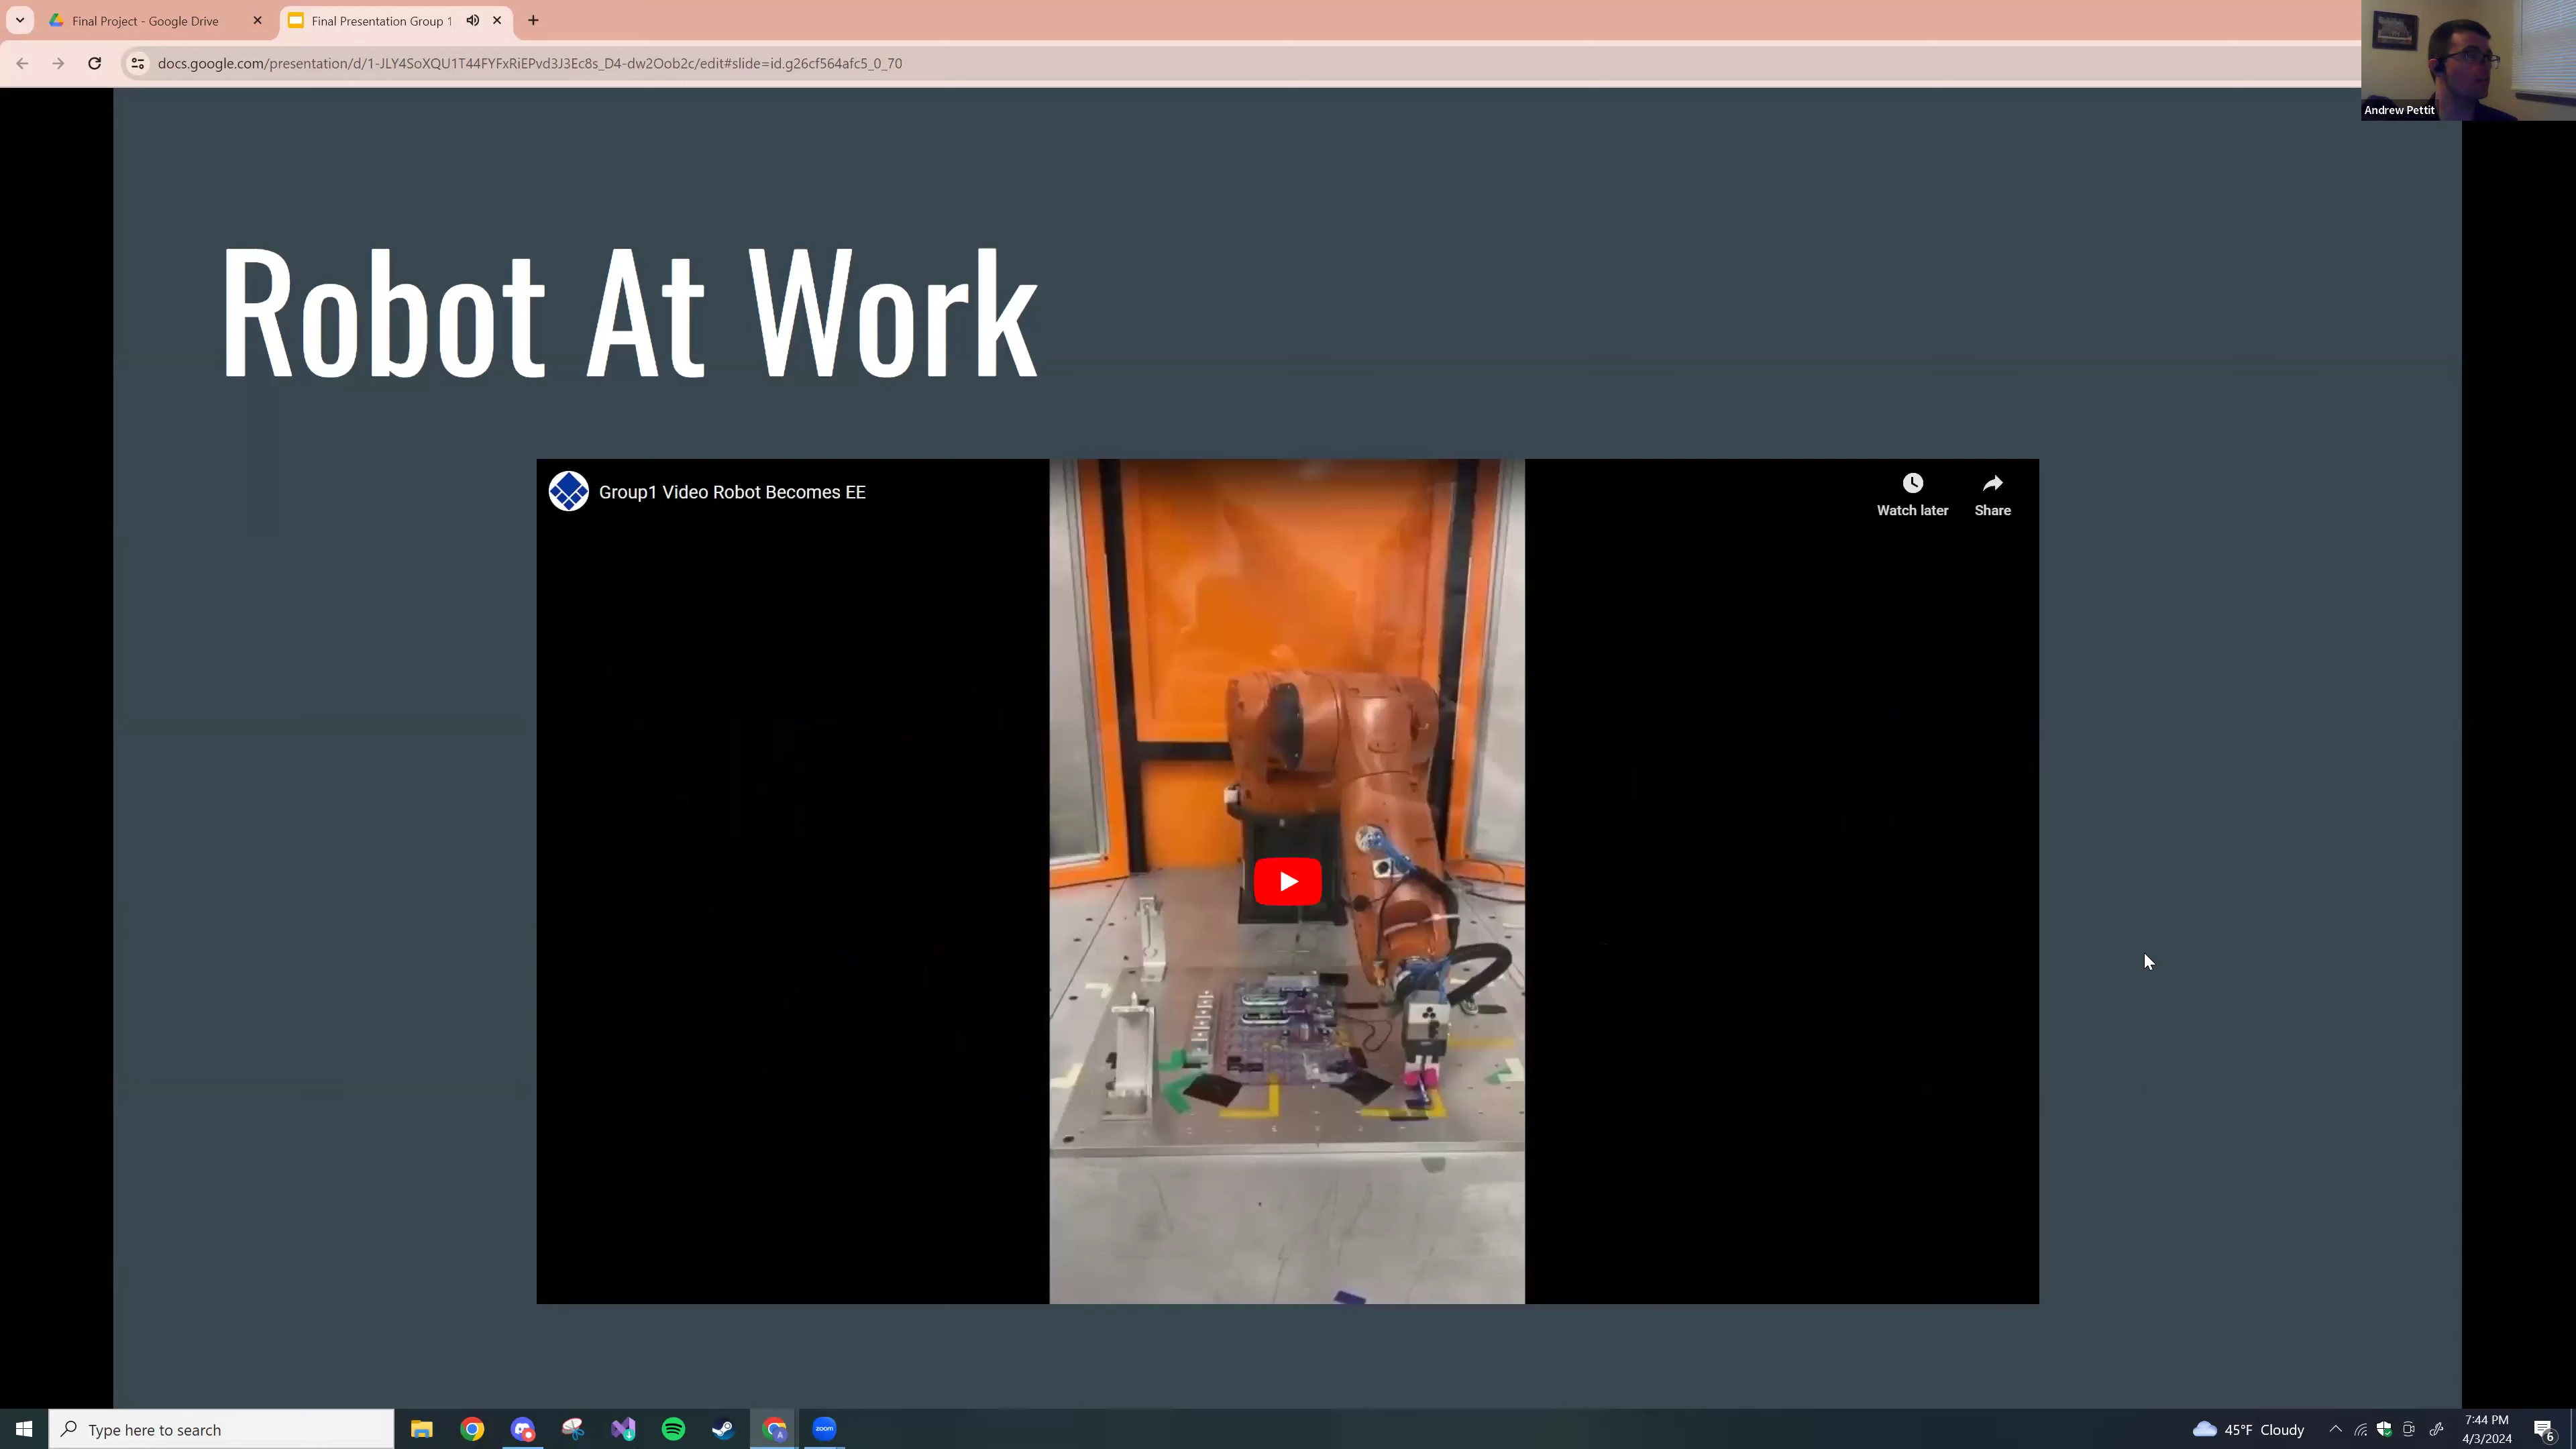 Final Project - Google Drive
Final Presentation Group 1
docs.google.com/presentation/d/1-JLY4SoXQU1T44FYFxRiEPvd3J3Ec8s_D4-dw2Oob2c/edit#slide=id.g26cf564afc5_0_70
Andrew Pettit
Robot At Work
Group1 Video Robot Becomes EE
Watch later
Share
Type here to search
zoom
45°F Cloudy
7:44 PM
4/3/2024
6